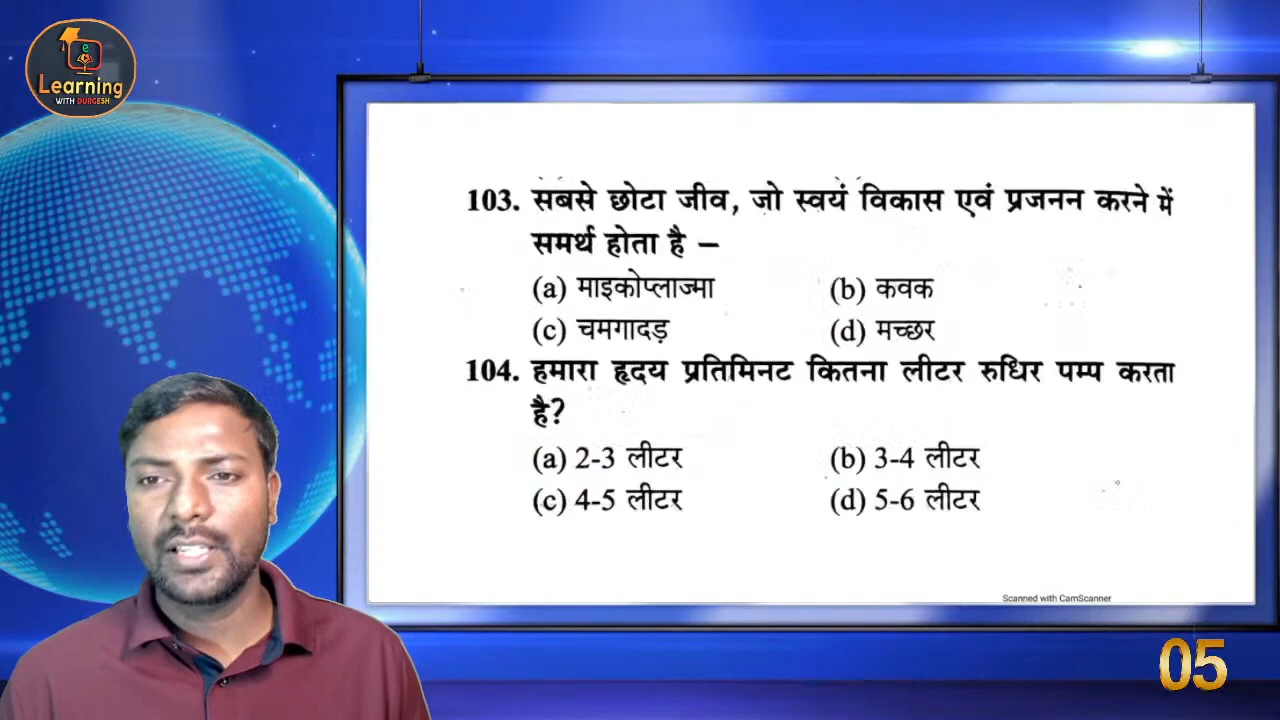 e
Learning
WITH DURGESH
103. सबसे छोटा जीव, जो स्वयं विकास एवं प्रजनन करने में
समर्थ होता है –
(a) माइकोप्लाज्मा (b) कवक
(c) चमगादड़ (d) मच्छर
104. हमारा हृदय प्रतिमिनट कितना लीटर रुधिर पम्प करता
है?
(a) 2-3 लीटर (b) 3-4 लीटर
(c) 4-5 लीटर (d) 5-6 लीटर
Scanned with CamScanner
05